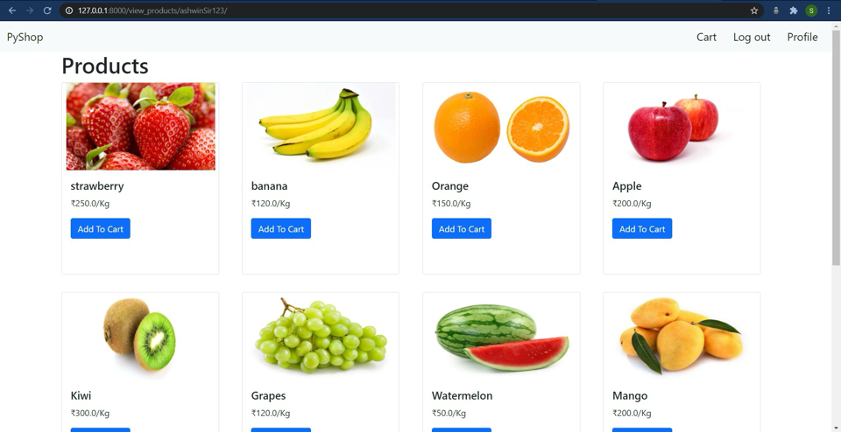 127.0.0.1:8000/view_products/ashwinSir123/
S
PyShop
Cart Log out Profile
Products
strawberry banana Orange Apple
₹250.0/Kg ₹120.0/Kg ₹150.0/Kg ₹200.0/Kg
Add To Cart Add To Cart Add To Cart Add To Cart
Kiwi Grapes Watermelon Mango
₹300.0/Kg ₹120.0/Kg ₹50.0/Kg ₹200.0/Kg